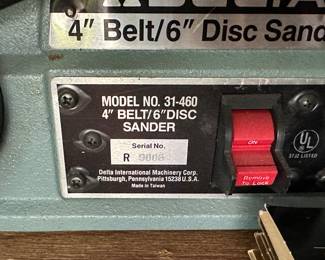 4" Belt/6" Disc Sand
MODEL NO. 31-460
4" BELT/6"DISC
SANDER
Serial No.
R
Delta International Machinery Corp.
Pittsburgh, Pennsylvania 15238 U.S.A.
Made in Taiwan
ON
Remove
To Lock
UL
LISTED